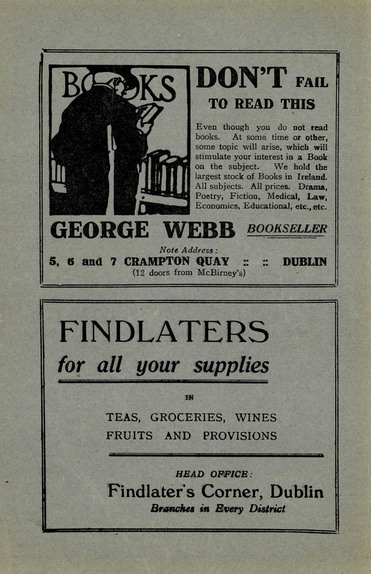 BOOKS
DON'T FAIL
TO READ THIS
Even though you do not read
books. At some time or other,
some topic will arise, which will
stimulate your interest in a Book
on the subject. We hold the
largest stock of Books in Ireland.
All subjects. All prices. Drama,
Poetry, Fiction, Medical, Law,
Economics, Educational, etc., etc.
GEORGE WEBB BOOKSELLER
Note Address:
5, 6 and 7 CRAMPTON QUAY :: :: DUBLIN
(12 doors from McBirney's)
FINDLATERS
for all your supplies
IN
TEAS, GROCERIES, WINES
FRUITS AND PROVISIONS
HEAD OFFICE:
Findlater's Corner, Dublin
Branches in Every District